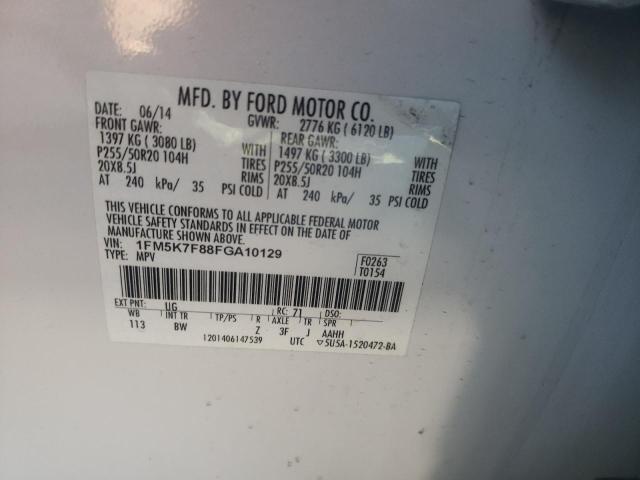 MFD. BY FORD MOTOR CO.
DATE: 06/14 GVWR: 2776 KG ( 6120 LB)
FRONT GAWR: REAR GAWR:
1397 KG ( 3080 LB) WITH 1497 KG ( 3300 LB) WITH
P255/50R20 104H TIRES P255/50R20 104H TIRES
20X8.5J RIMS 20X8.5J RIMS
AT 240 kPa/ 35 PSI COLD AT 240 kPa/ 35 PSI COLD
THIS VEHICLE CONFORMS TO ALL APPLICABLE FEDERAL MOTOR
VEHICLE SAFETY STANDARDS IN EFFECT ON THE DATE OF
MANUFACTURE SHOWN ABOVE.
VIN: 1FM5K7F88FGA10129 F0263
TYPE: MPV T0154
EXT PNT: UG RC: Z1 DSO:
WB INT TR TP/PS R AXLE TR SPR
113 BW Z 3F J AAHH
1201406147539 UTC ▽5U5A-1520472-BA